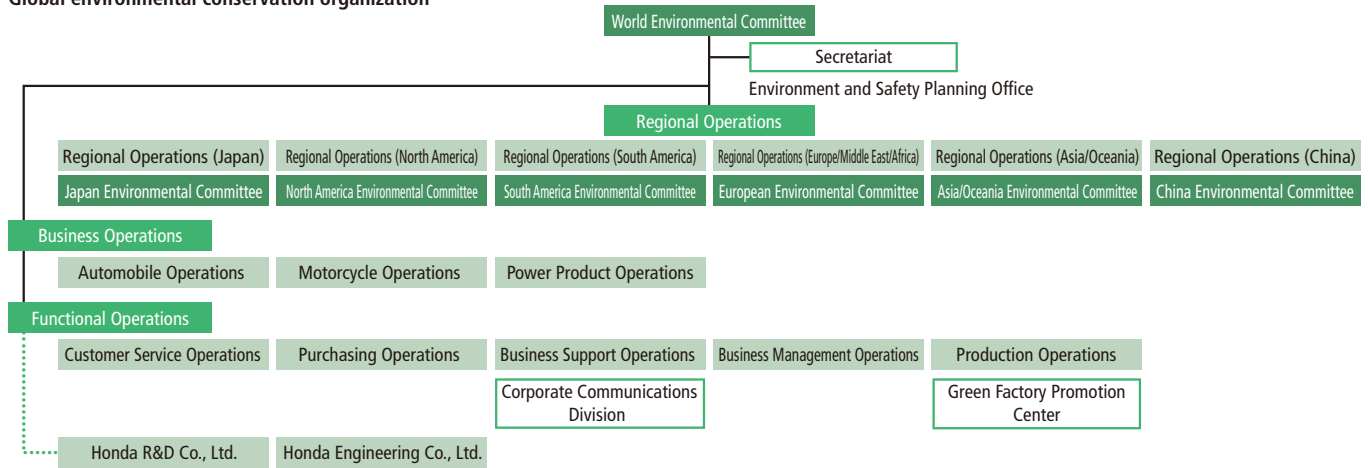 Global environmental conservation organization
World Environmental Committee
Secretariat
Environment and Safety Planning Office
Regional Operations
Regional Operations (Japan) Regional Operations (North America) Regional Operations (South America) Regional Operations (Europe/Middle East/Africa) Regional Operations (Asia/Oceania) Regional Operations (China)
Japan Environmental Committee North America Environmental Committee South America Environmental Committee European Environmental Committee Asia/Oceania Environmental Committee China Environmental Committee
Business Operations
Automobile Operations Motorcycle Operations Power Product Operations
Functional Operations
Customer Service Operations Purchasing Operations Business Support Operations Business Management Operations Production Operations
Corporate Communications
Division
Green Factory Promotion
Center
Honda R&D Co., Ltd. Honda Engineering Co., Ltd.